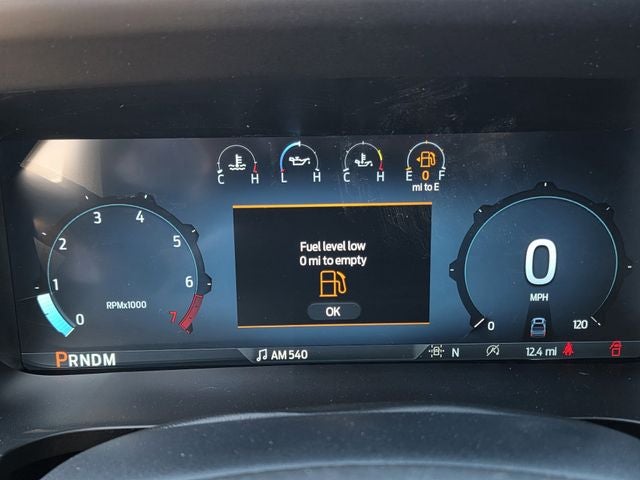 C H
L H
C H
E 0 F
mi to E
Fuel level low
0 mi to empty
OK
0 1 2 3 4 5 6 7
RPMx1000
0
MPH
0 120
PRNDM
AM 540
N
12.4 mi